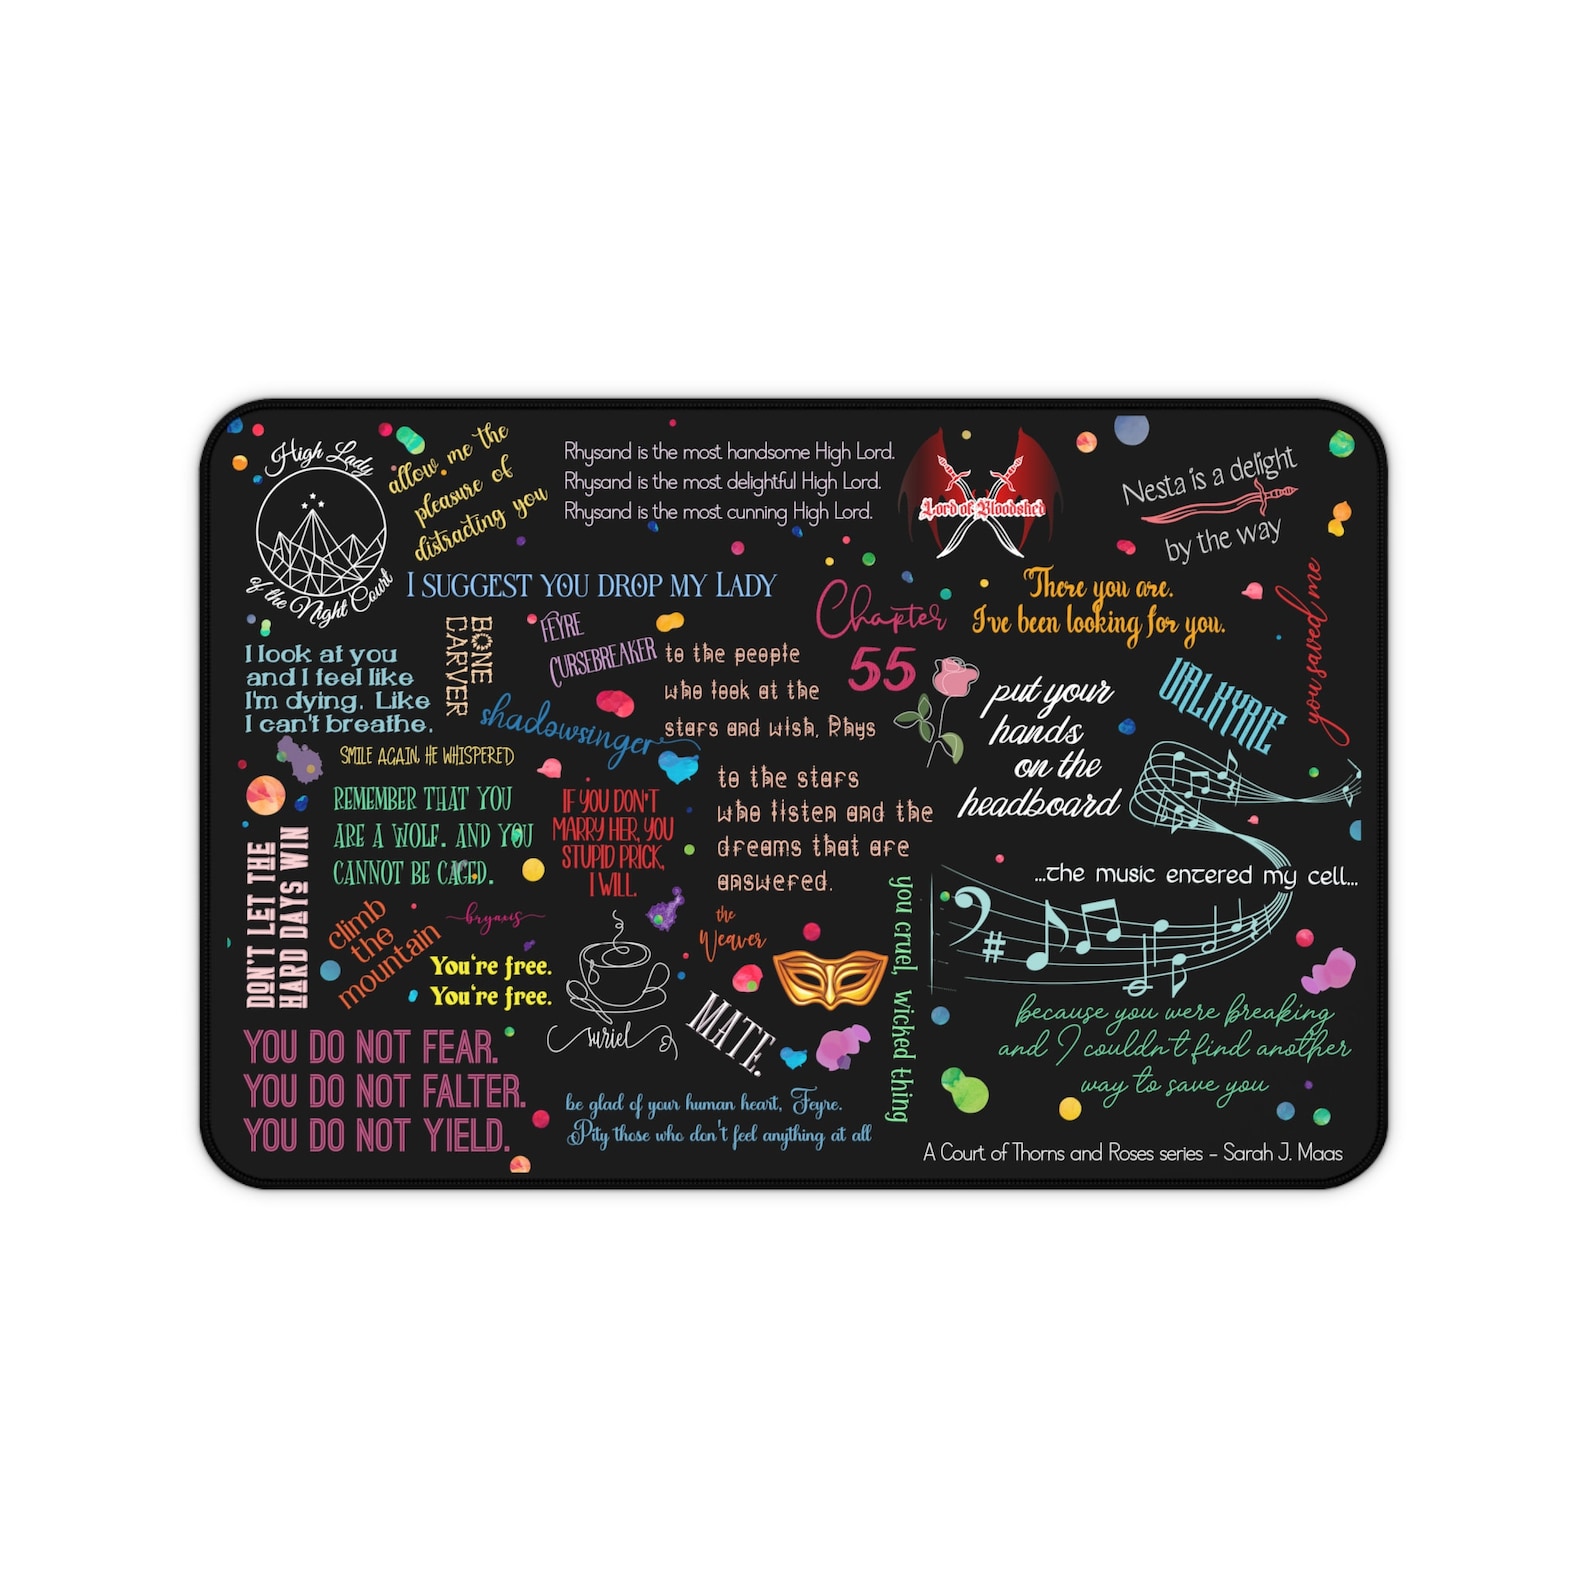 High Lady
of the Night Court
allow me the
pleasure of
distracting you
Rhysand is the most handsome High Lord.
Rhysand is the most delightful High Lord.
Rhysand is the most cunning High Lord.
Lord of Bloodshed
Nesta is a delight
by the way
I SUGGEST YOU DROP MY LADY
Chapter
55
There you are.
I've been looking for you.
you saved me
I look at you
and I feel like
I'm dying. Like
I can't breathe.
BONE
CARVER
FEYRE
CURSEBREAKER
shadowsinger
to the people
who look at the
stars and wish, Rhys
to the stars
who listen and the
dreams that are
answered.
put your
hands
on the
headboard
VALKYRIE
SMILE AGAIN, HE WHISPERED
REMEMBER THAT YOU
ARE A WOLF. AND YOU
CANNOT BE CAGED.
IF YOU DON'T
MARRY HER, YOU
STUPID PRICK,
I WILL.
DON'T LET THE
HARD DAYS WIN
climb
the
mountain
bryaxis
You're free.
You're free.
suriel
the
Weaver
MATE.
you cruel, wicked thing
...the music entered my cell...
because you were breaking
and I couldn't find another
way to save you
YOU DO NOT FEAR.
YOU DO NOT FALTER.
YOU DO NOT YIELD.
be glad of your human heart, Feyre.
Pity those who don't feel anything at all
A Court of Thorns and Roses series - Sarah J. Maas